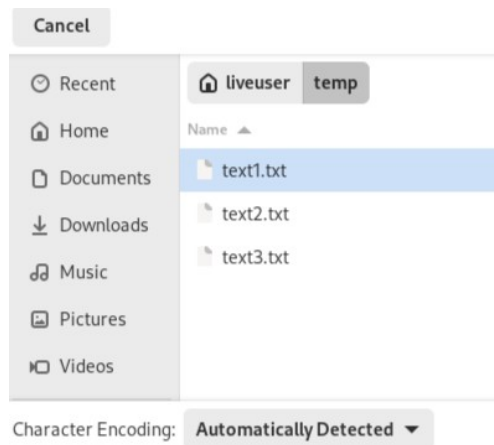 Cancel
Recent
Home
Documents
Downloads
Music
Pictures
Videos
liveuser temp
Name
text1.txt
text2.txt
text3.txt
Character Encoding: Automatically Detected